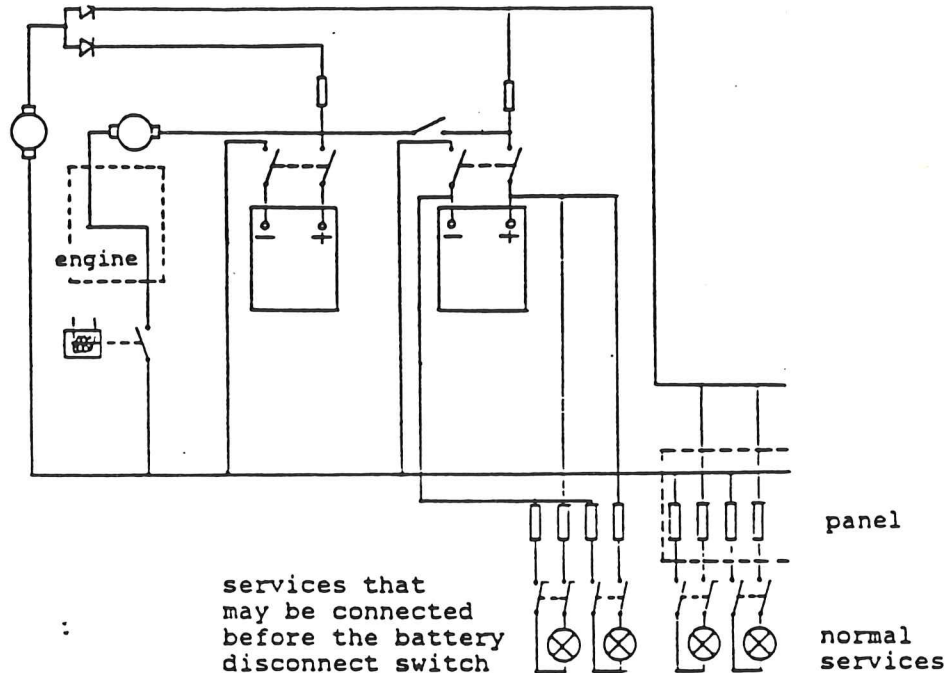 engine
− +
− +
panel
services that
may be connected
before the battery
disconnect switch
normal
services